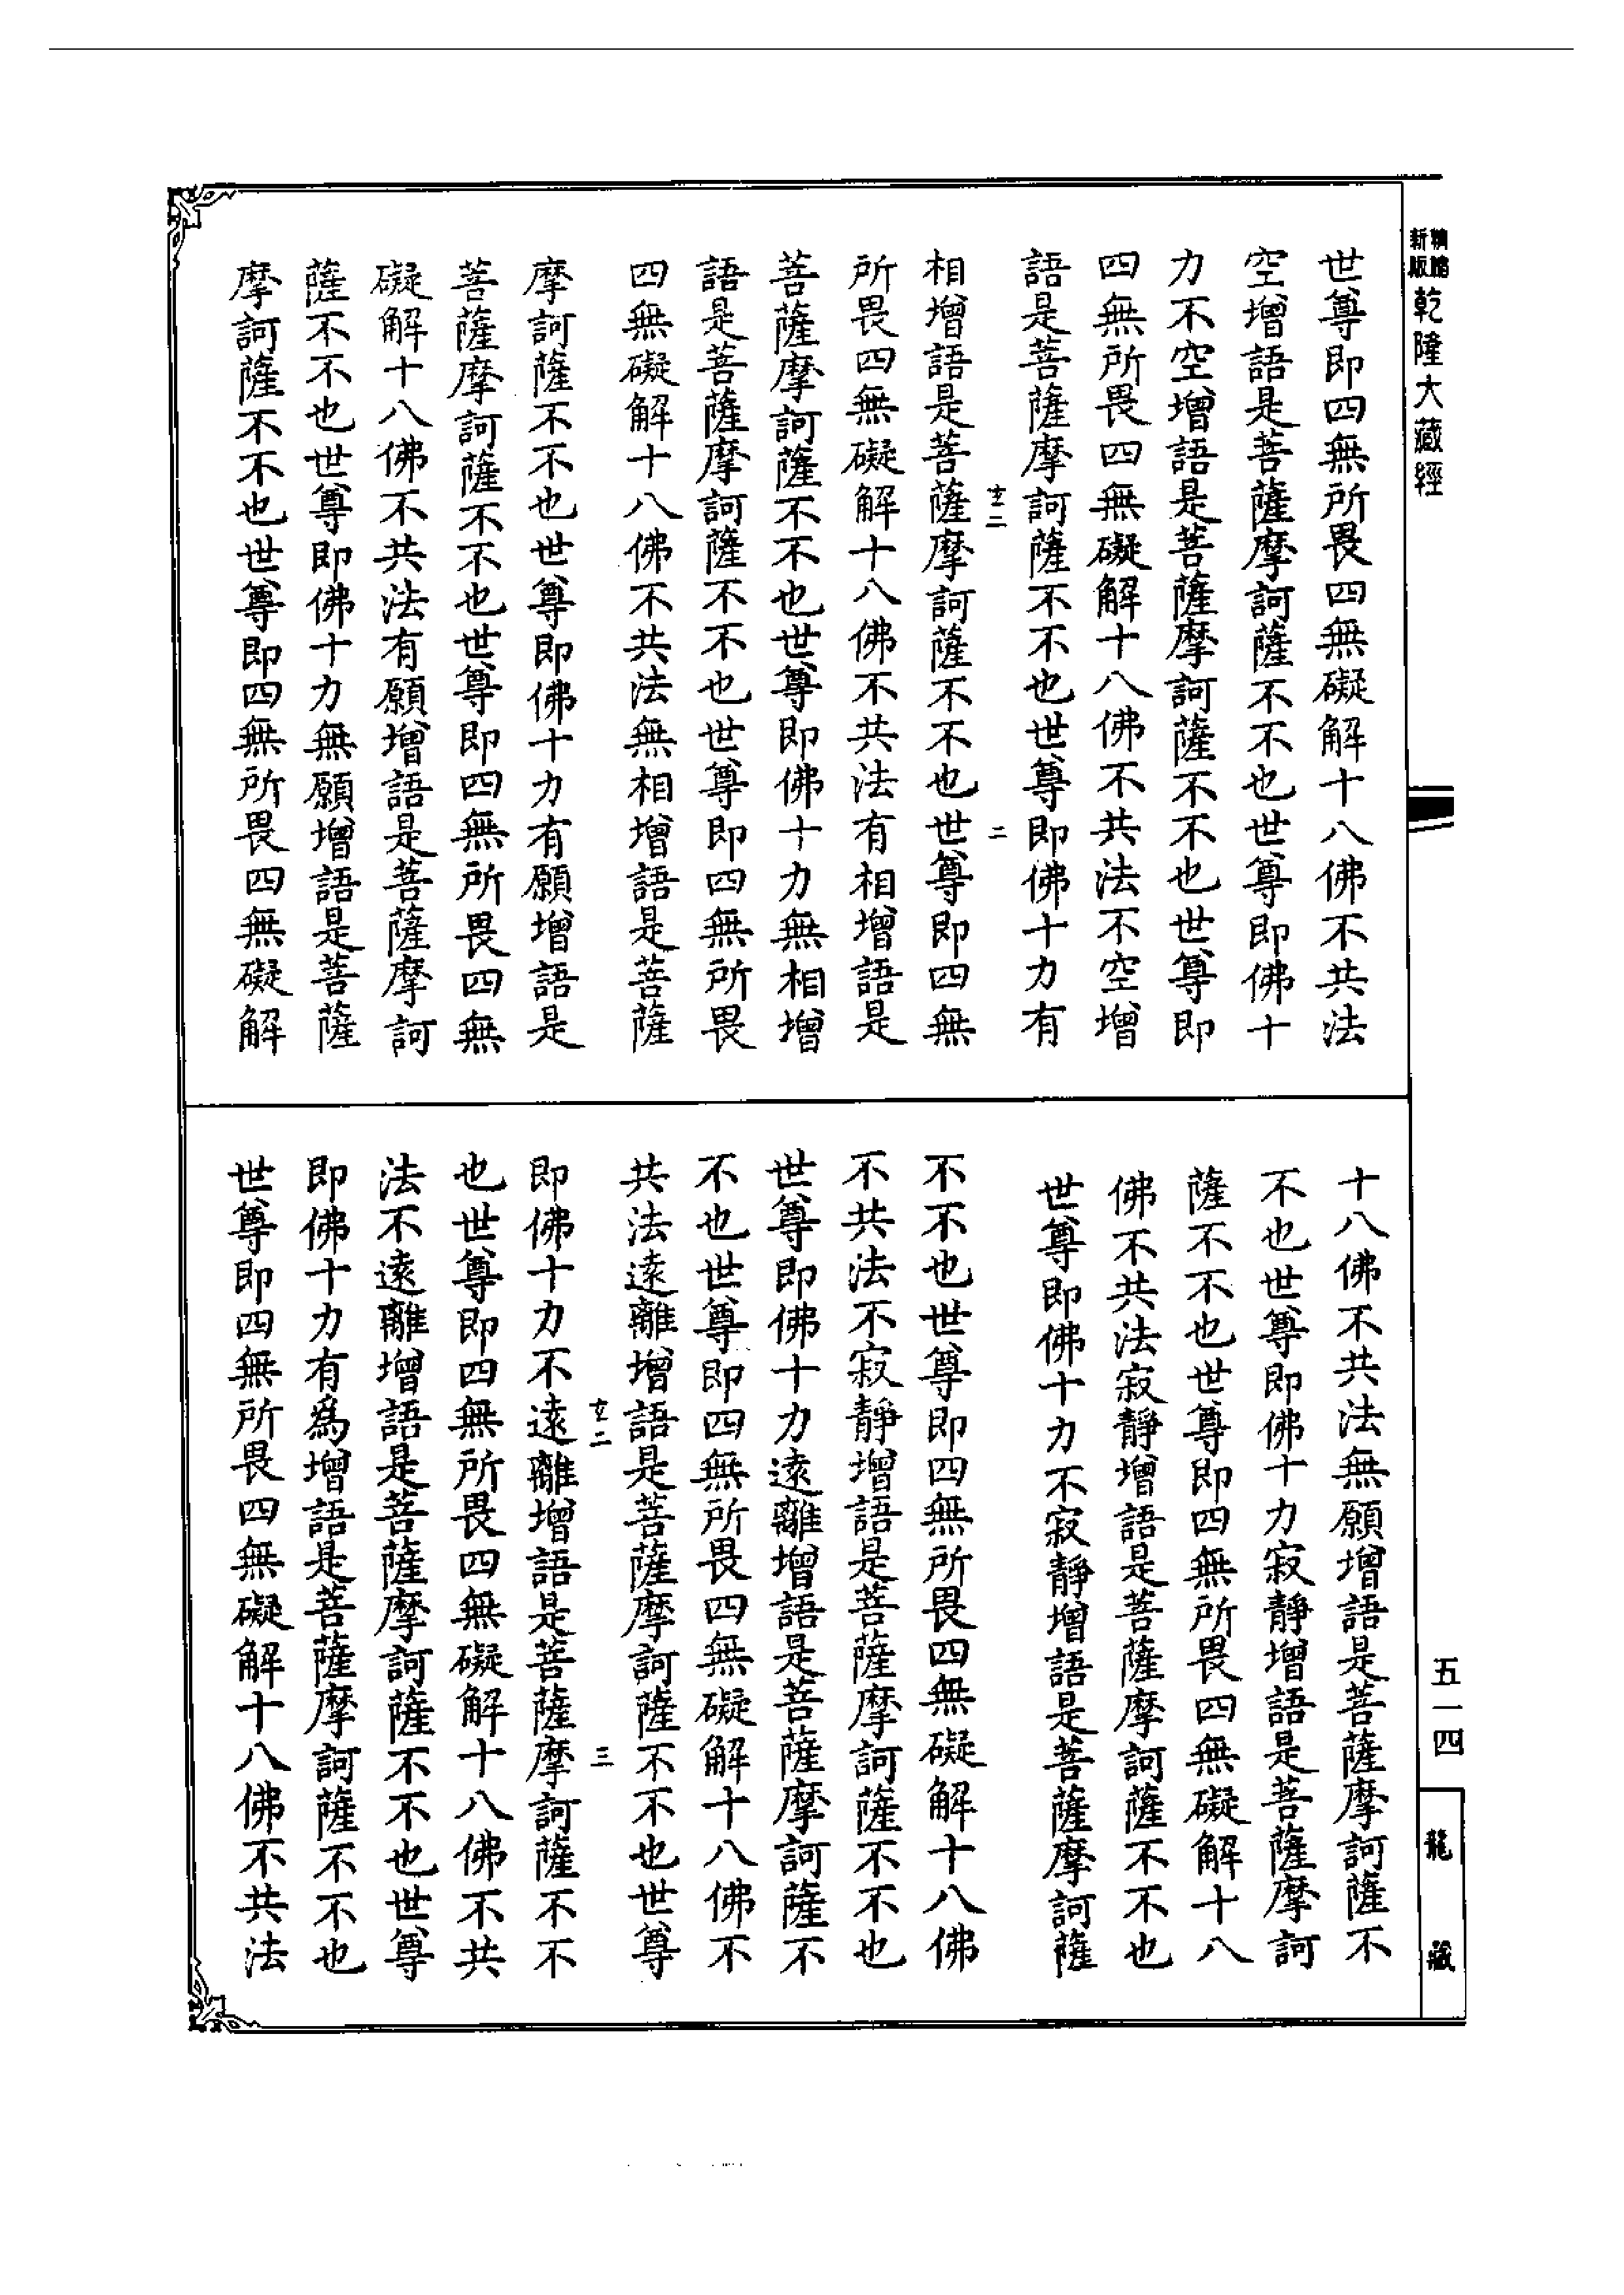 新版
精縮
乾隆大藏經
世尊即四無所畏四無礙解十八佛不共法
空增語是菩薩摩訶薩不不也世尊即佛十
力不空增語是菩薩摩訶薩不不也世尊即
四無所畏四無礙解十八佛不共法不空增
語是菩薩摩訶薩不不也世尊即佛十力有
玄二 二
相增語是菩薩摩訶薩不不也世尊即四無
所畏四無礙解十八佛不共法有相增語是
菩薩摩訶薩不不也世尊即佛十力無相增
語是菩薩摩訶薩不不也世尊即四無所畏
四無礙解十八佛不共法無相增語是菩薩
摩訶薩不不也世尊即佛十力有願增語是
菩薩摩訶薩不不也世尊即四無所畏四無
礙解十八佛不共法有願增語是菩薩摩訶
薩不不也世尊即佛十力無願增語是菩薩
摩訶薩不不也世尊即四無所畏四無礙解
十八佛不共法無願增語是菩薩摩訶薩不
不也世尊即佛十力寂靜增語是菩薩摩訶
薩不不也世尊即四無所畏四無礙解十八
佛不共法寂靜增語是菩薩摩訶薩不不也
世尊即佛十力不寂靜增語是菩薩摩訶薩
不不也世尊即四無所畏四無礙解十八佛
不共法不寂靜增語是菩薩摩訶薩不不也
世尊即佛十力遠離增語是菩薩摩訶薩不
不也世尊即四無所畏四無礙解十八佛不
共法遠離增語是菩薩摩訶薩不不也世尊
玄二 三
即佛十力不遠離增語是菩薩摩訶薩不不
也世尊即四無所畏四無礙解十八佛不共
法不遠離增語是菩薩摩訶薩不不也世尊
即佛十力有為增語是菩薩摩訶薩不不也
世尊即四無所畏四無礙解十八佛不共法
五一四
龍藏